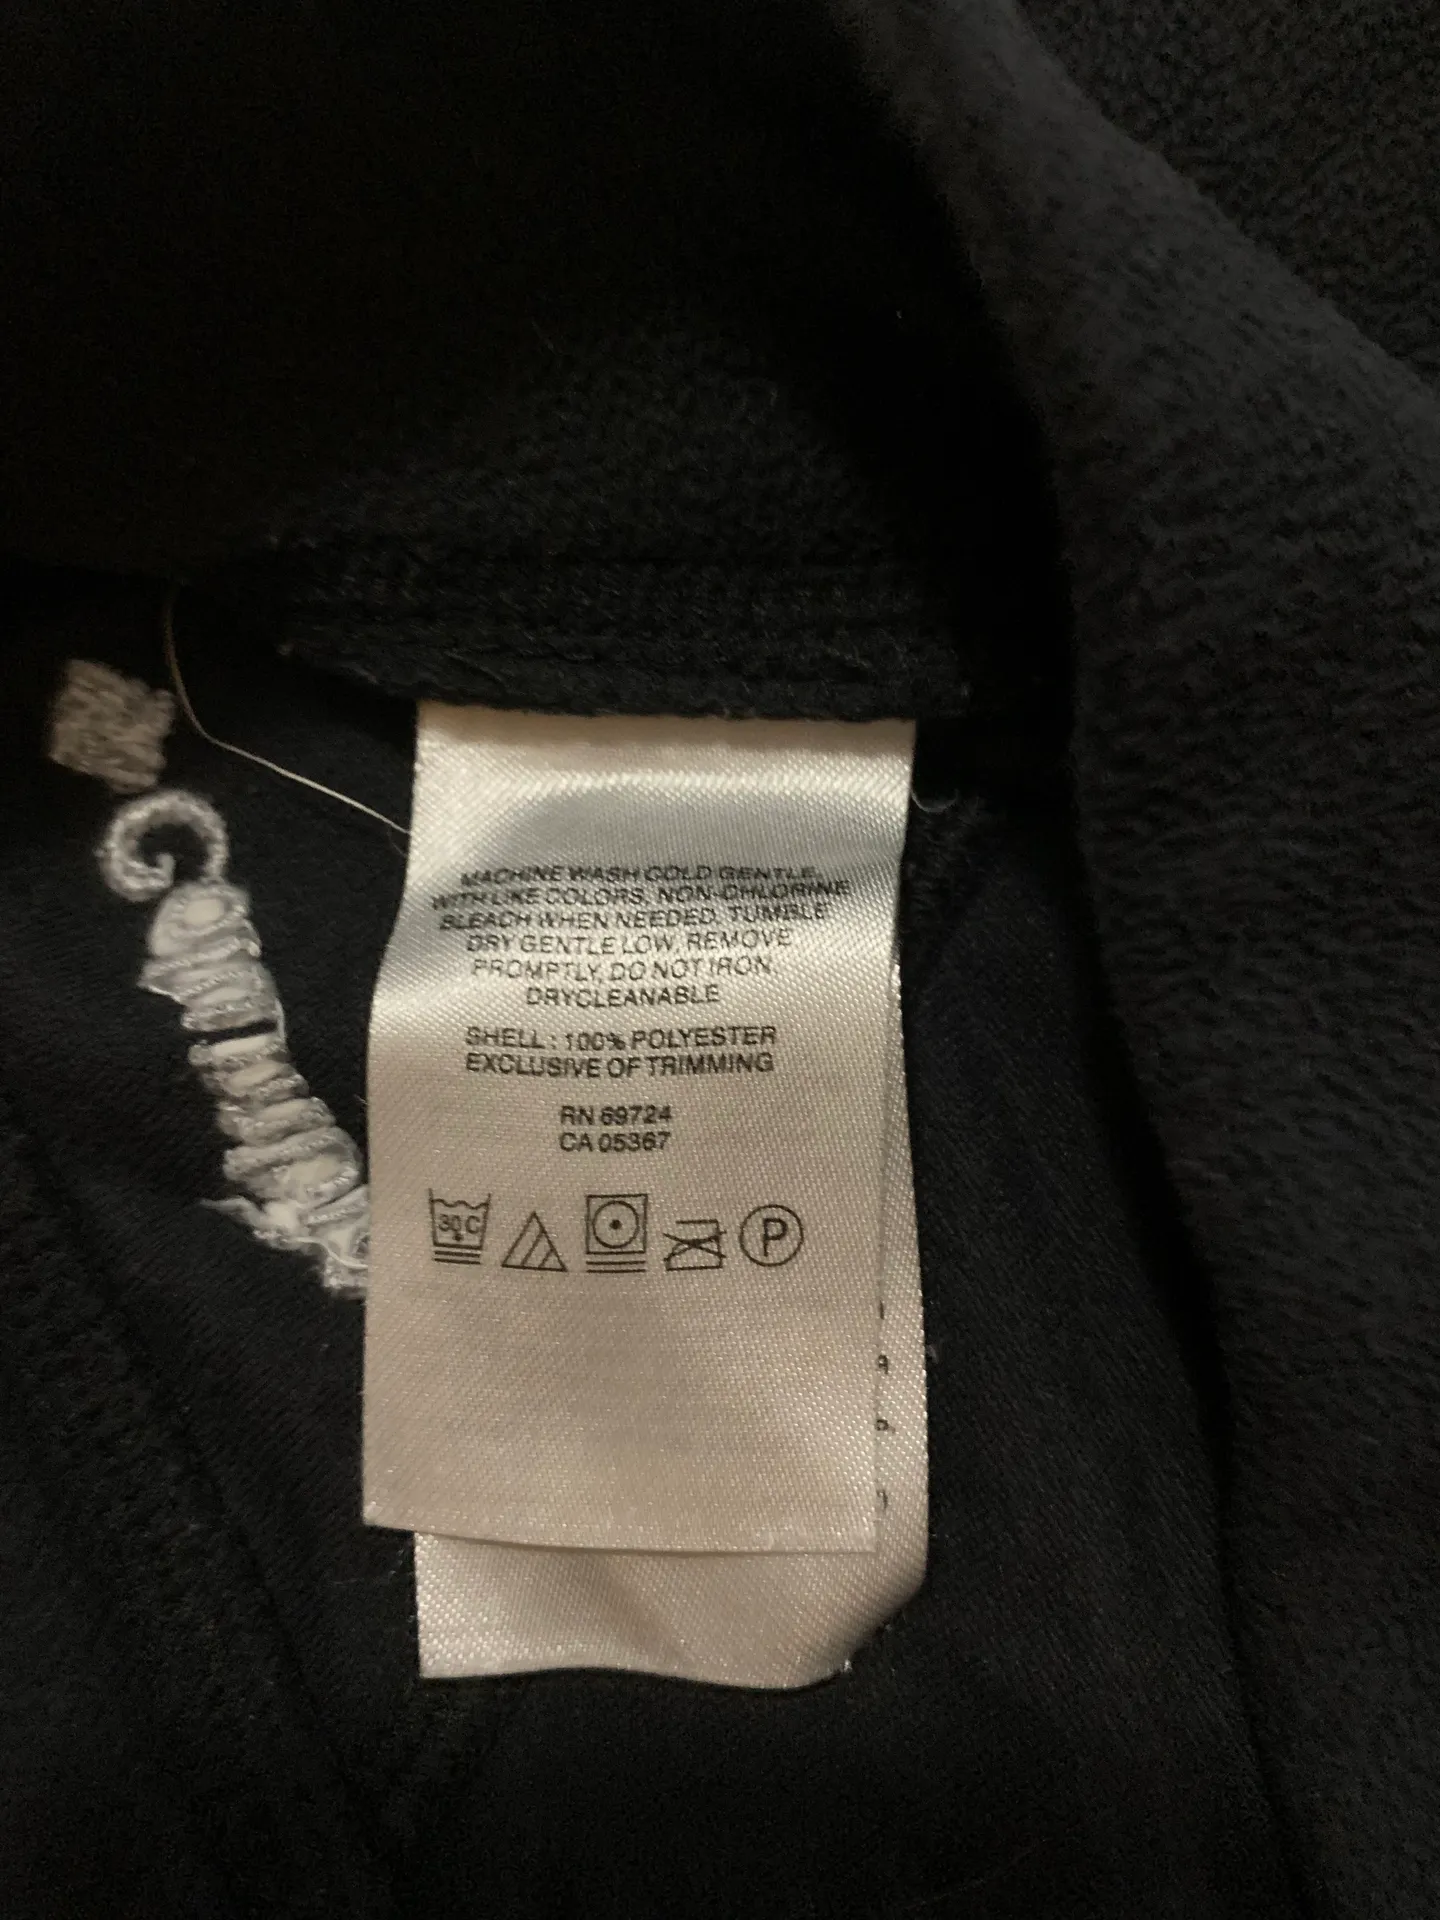 MACHINE WASH COLD GENTLE,
WITH LIKE COLORS, NON-CHLORINE
BLEACH WHEN NEEDED, TUMBLE
DRY GENTLE LOW, REMOVE
PROMPTLY, DO NOT IRON.
DRYCLEANABLE
SHELL : 100% POLYESTER
EXCLUSIVE OF TRIMMING
RN 69724
CA 05367
30 C
P